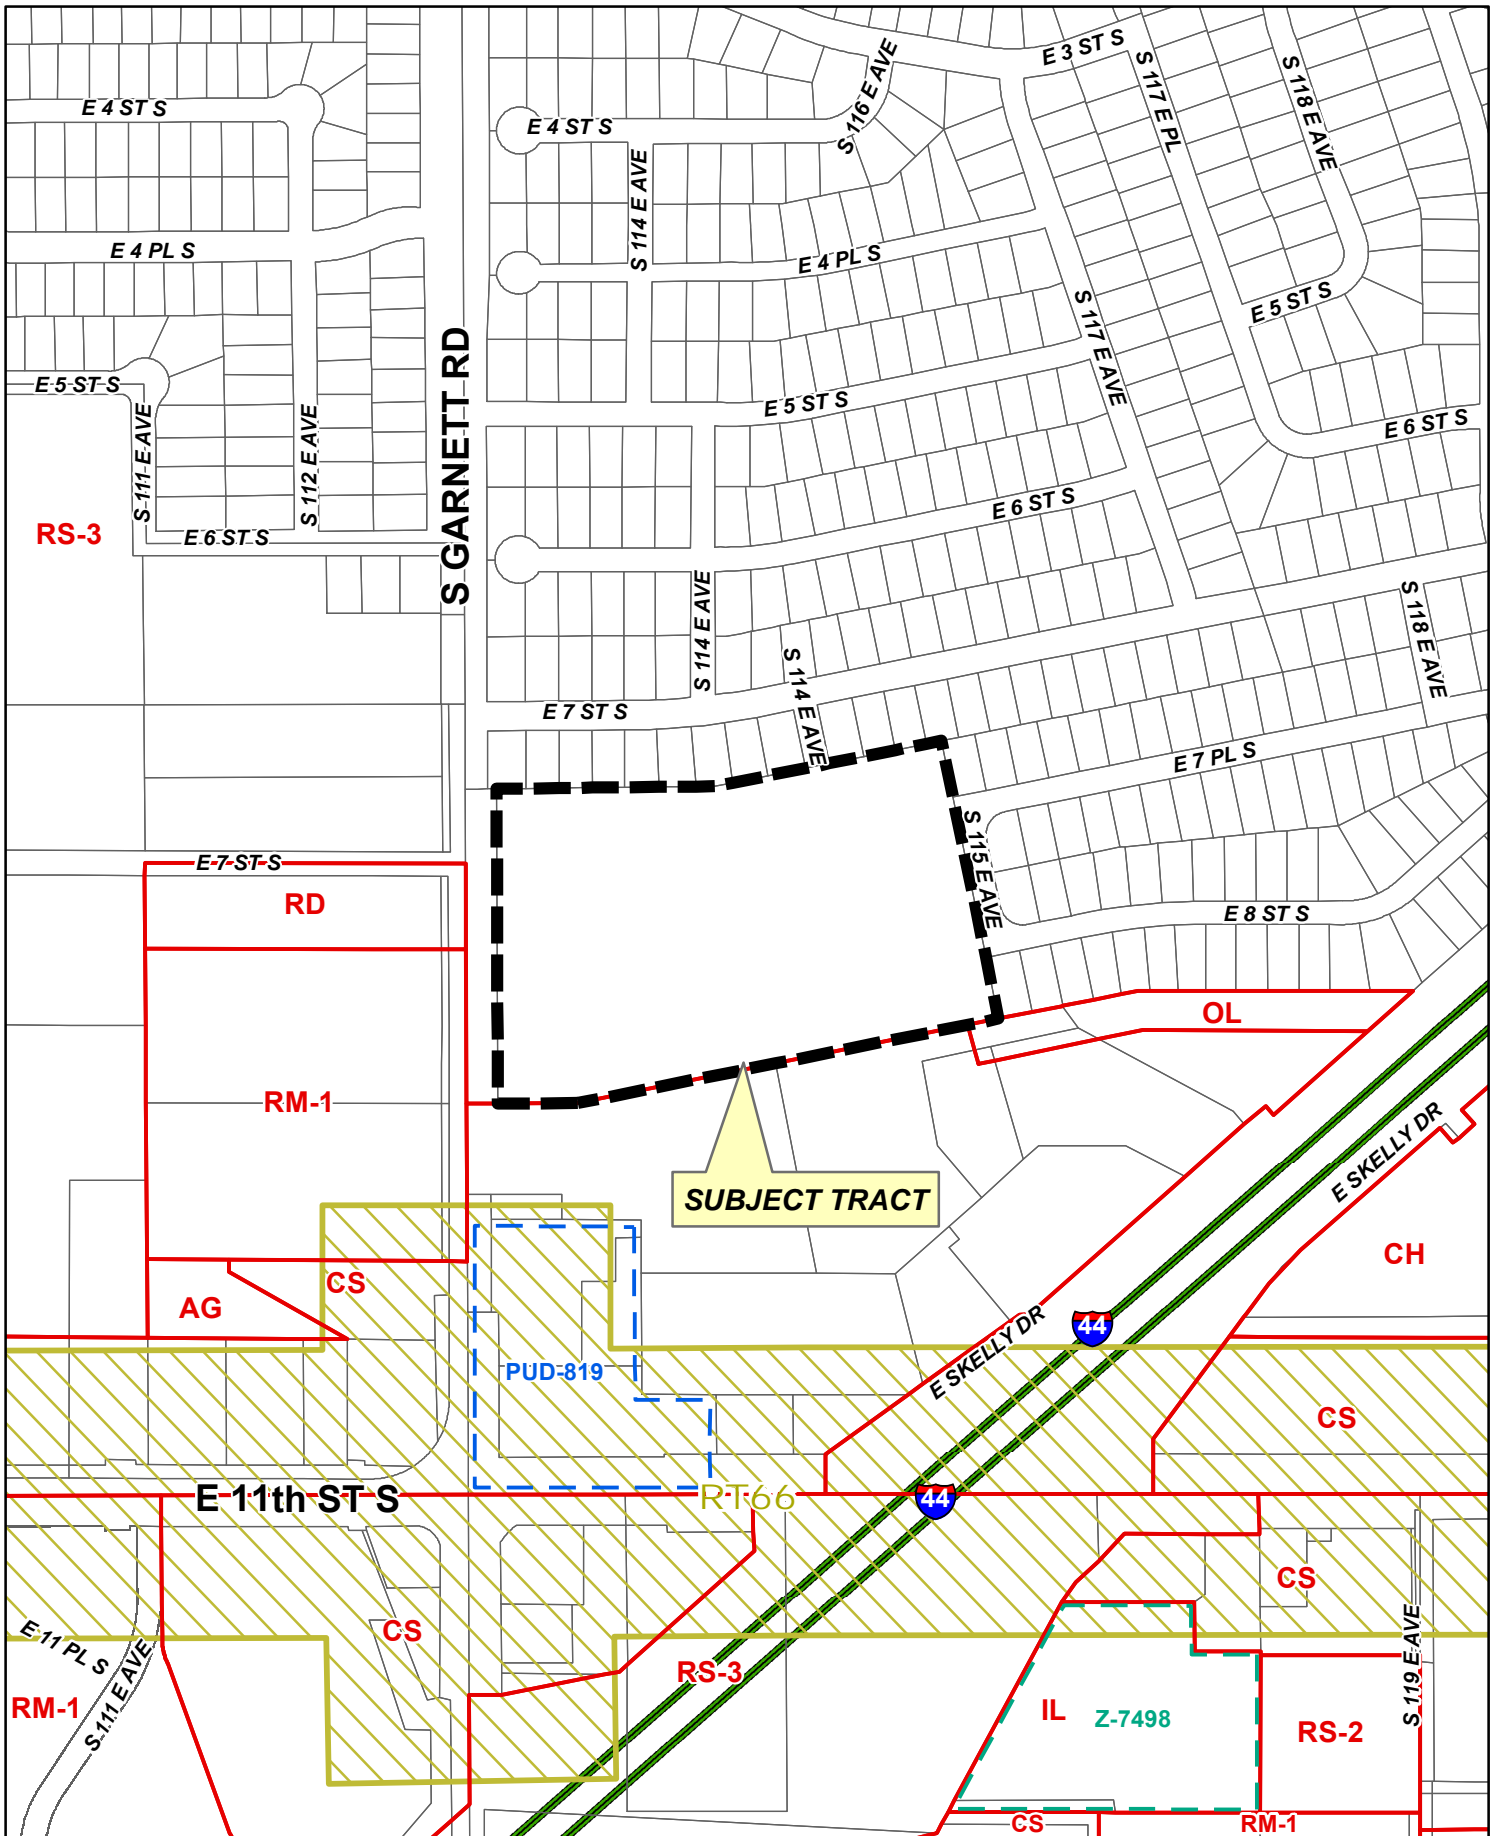 E 3 ST S
S 116 E AVE
S 117 E PL
S 118 E AVE
E 4 ST S
E 4 ST S
S 114 E AVE
E 4 PL S
E 4 PL S
E 5 ST S
S 117 E AVE
S GARNETT RD
E 5 ST S
E 5 ST S
S 111 E AVE
S 112 E AVE
E 6 ST S
E 6 ST S
RS-3
E 6 ST S
S 114 E AVE
S 118 E AVE
S 114 E AVE
E 7 ST S
E 7 PL S
S 115 E AVE
E 7 ST S
RD
E 8 ST S
OL
RM-1
E SKELLY DR
SUBJECT TRACT
CH
CS
AG
44
E SKELLY DR
PUD-819
CS
E 11th ST S
RT66
44
CS
CS
E 11 PL S
S 111 E AVE
S 119 E AVE
RS-3
RM-1
IL
Z-7498
RS-2
CS
RM-1